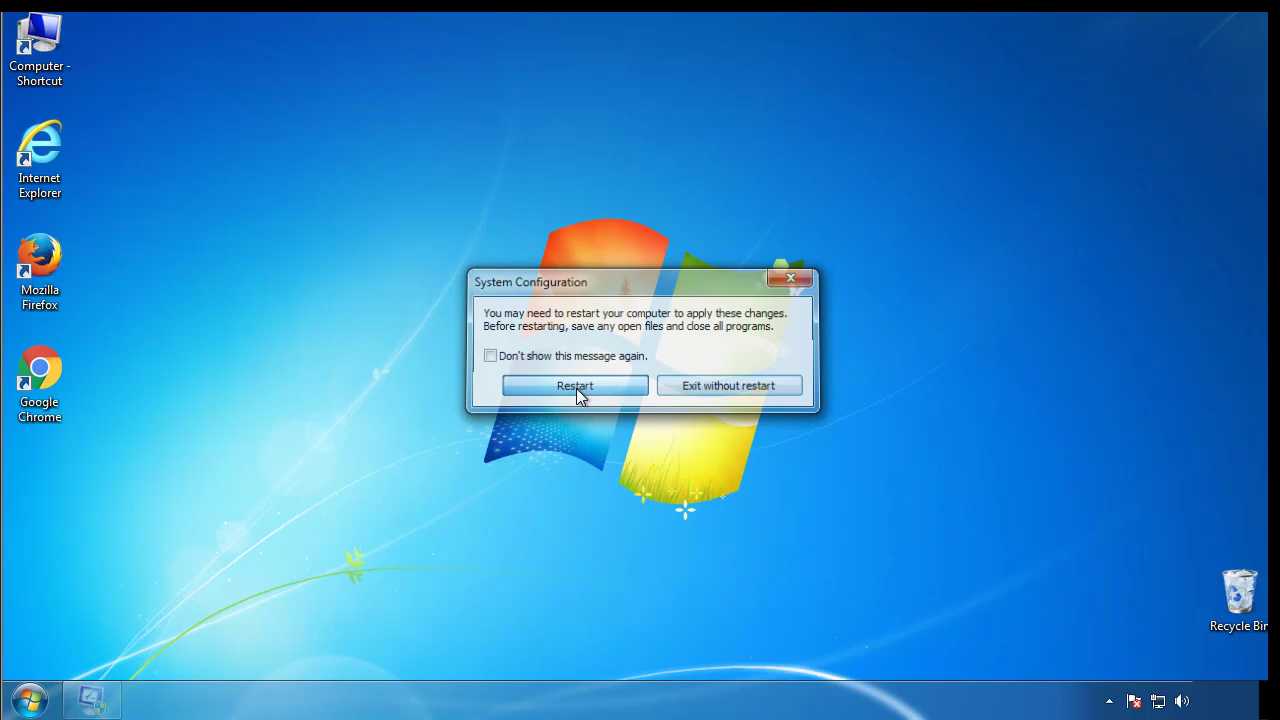 Computer -
Shortcut
Internet
Explorer
Mozilla
Firefox
Google
Chrome
System Configuration
You may need to restart your computer to apply these changes.
Before restarting, save any open files and close all programs.
Don't show this message again.
Restart
Exit without restart
Recycle Bin